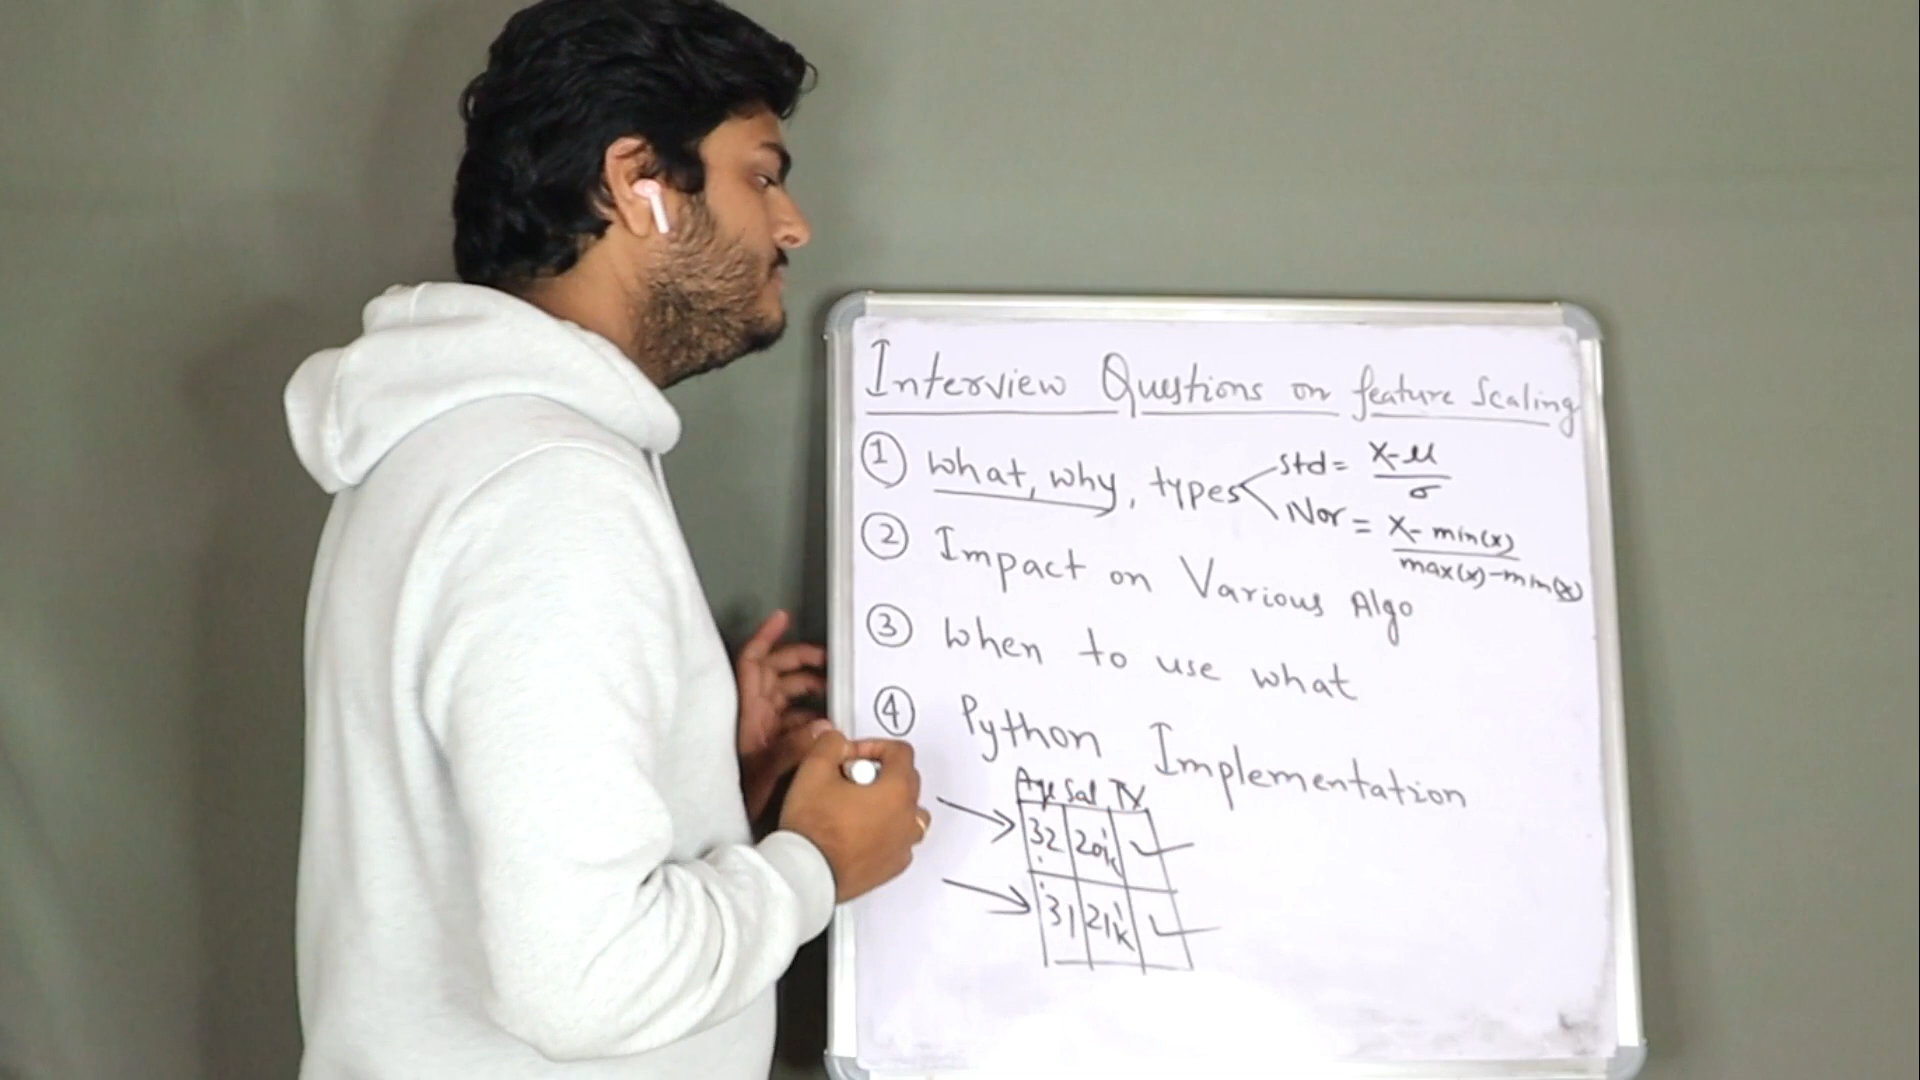 Interview Questions on feature Scaling
① What, why, types
std = X-μ / σ
Nor = X- min(x) / max(x)-min(x)
② Impact on Various Algo
③ When to use what
④ Python Implementation
Age Sal TV
32 20k ✓
31 21k ✓